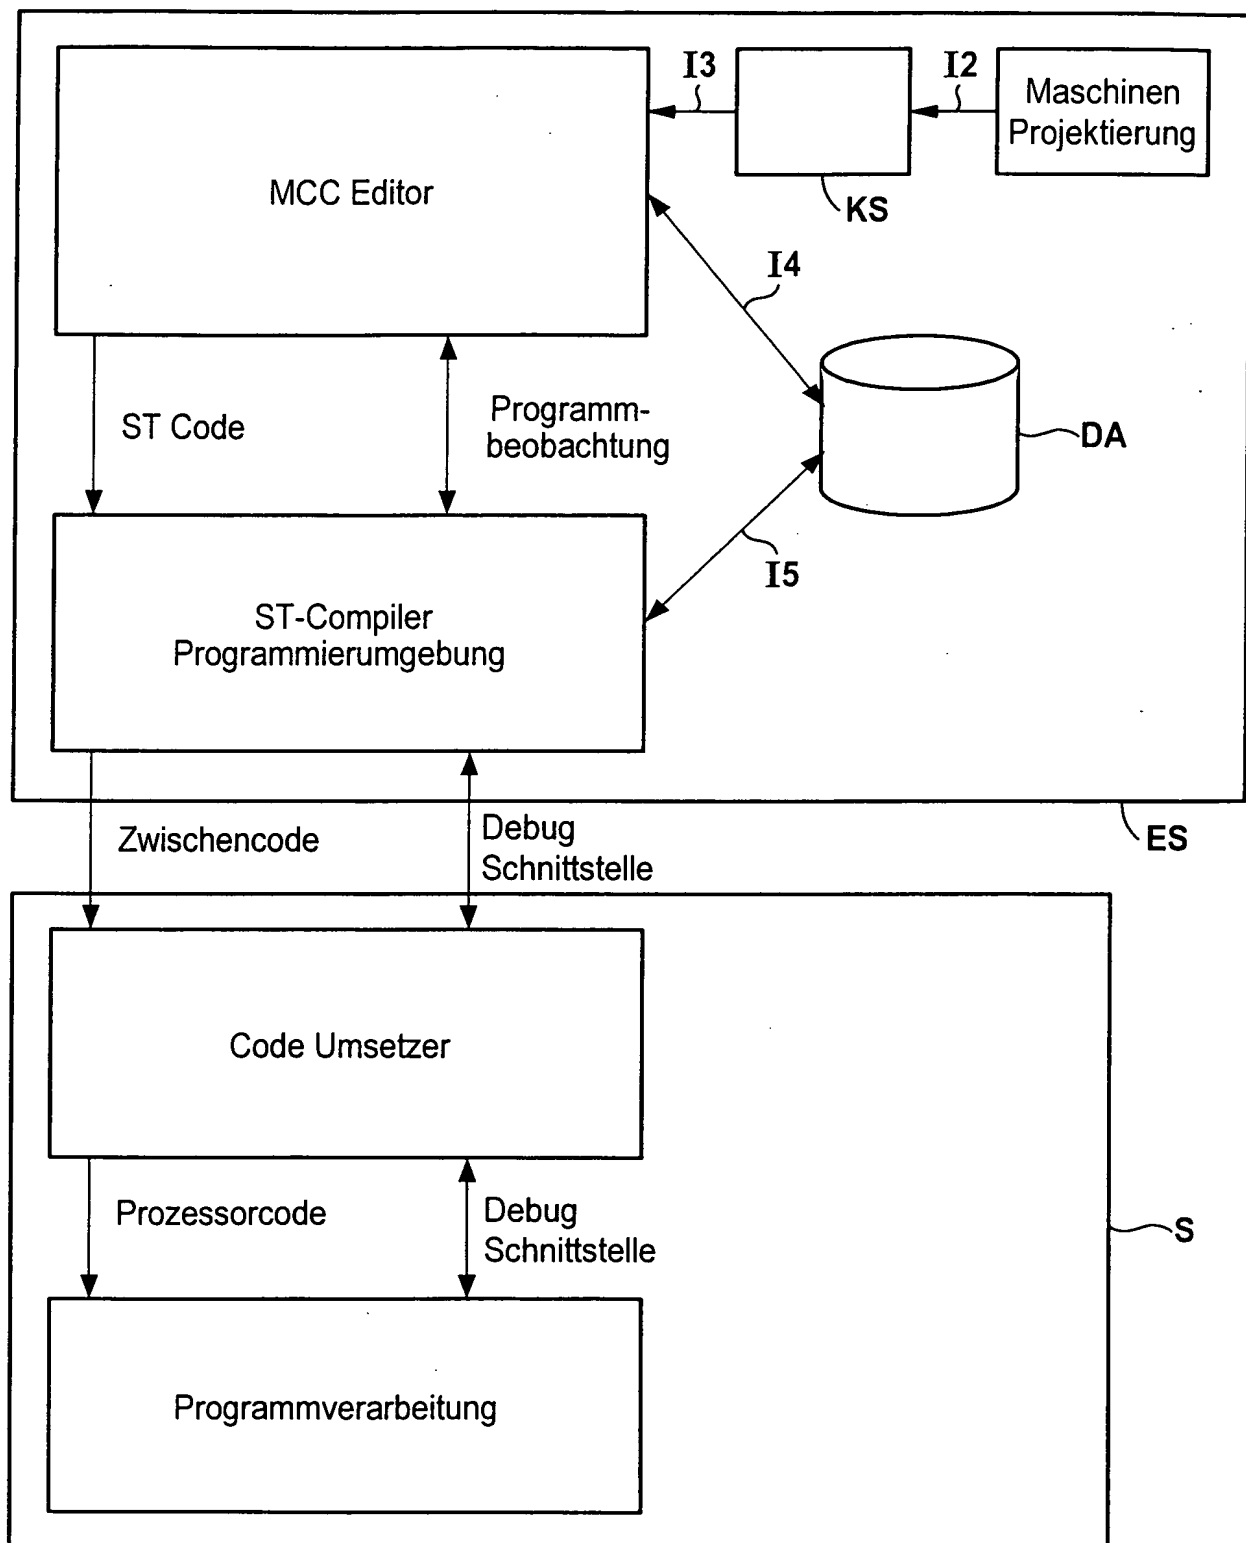 I3
I2
Maschinen
Projektierung
MCC Editor
KS
I4
ST Code
Programm-
beobachtung
DA
I5
ST-Compiler
Programmierumgebung
Zwischencode
Debug
Schnittstelle
ES
Code Umsetzer
Prozessorcode
Debug
Schnittstelle
S
Programmverarbeitung